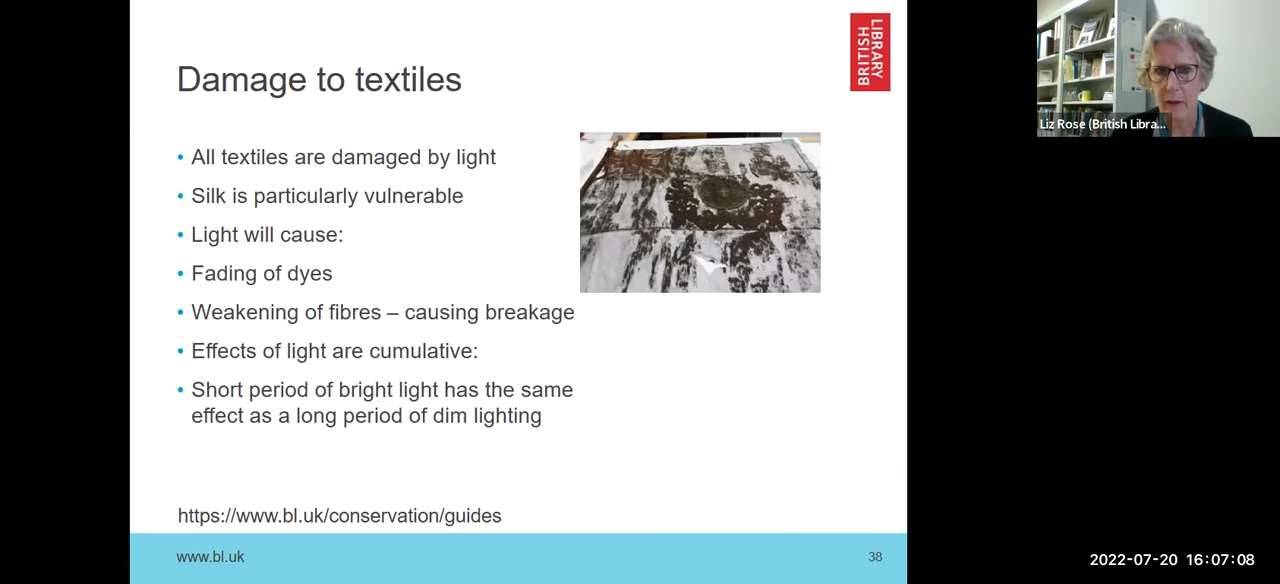 Damage to textiles
BRITISH
LIBRARY
• All textiles are damaged by light
• Silk is particularly vulnerable
• Light will cause:
• Fading of dyes
• Weakening of fibres – causing breakage
• Effects of light are cumulative:
• Short period of bright light has the same
effect as a long period of dim lighting
https://www.bl.uk/conservation/guides
www.bl.uk
38
Liz Rose (British Libra...
2022-07-20 16:07:08